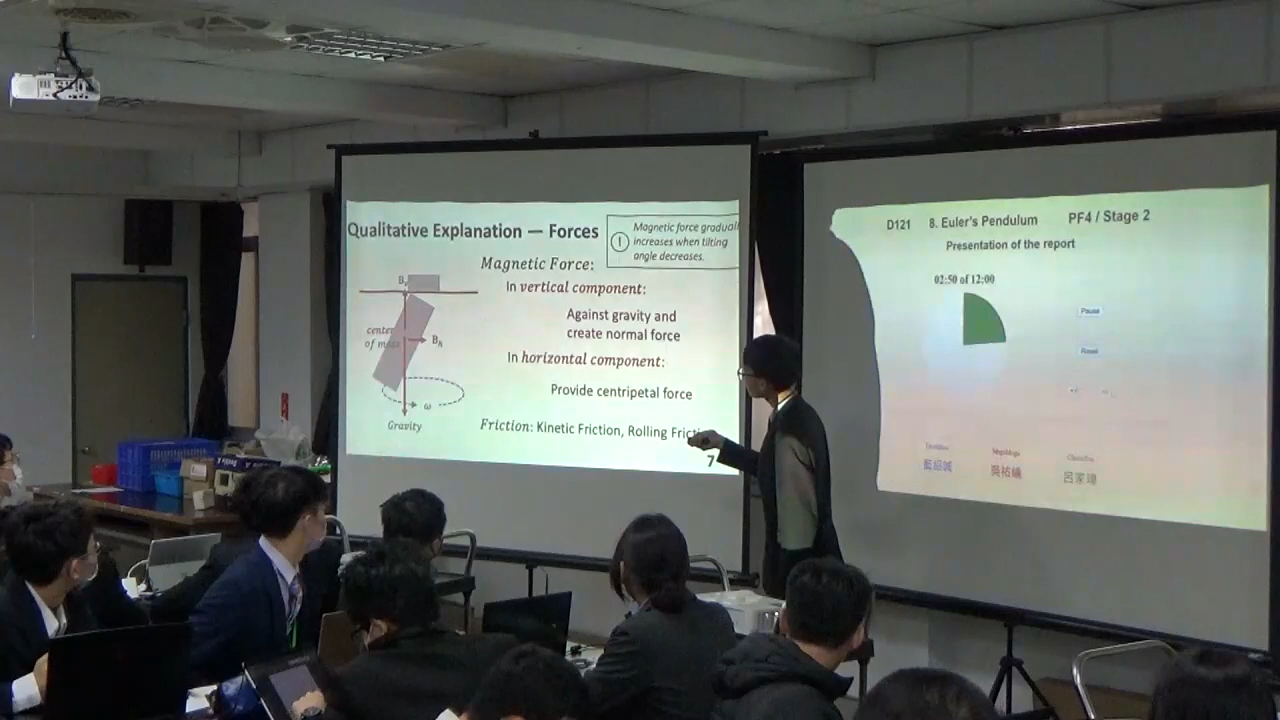 Qualitative Explanation — Forces
Magnetic force gradually
increases when tilting
angle decreases.
Magnetic Force:
In vertical component:
Against gravity and
create normal force
In horizontal component:
Provide centripetal force
Friction: Kinetic Friction, Rolling Frict
7
B
center
of mass
Bh
ω
Gravity
D121 8. Euler's Pendulum PF4 / Stage 2
Presentation of the report
02:50 of 12:00
Pause
Reset